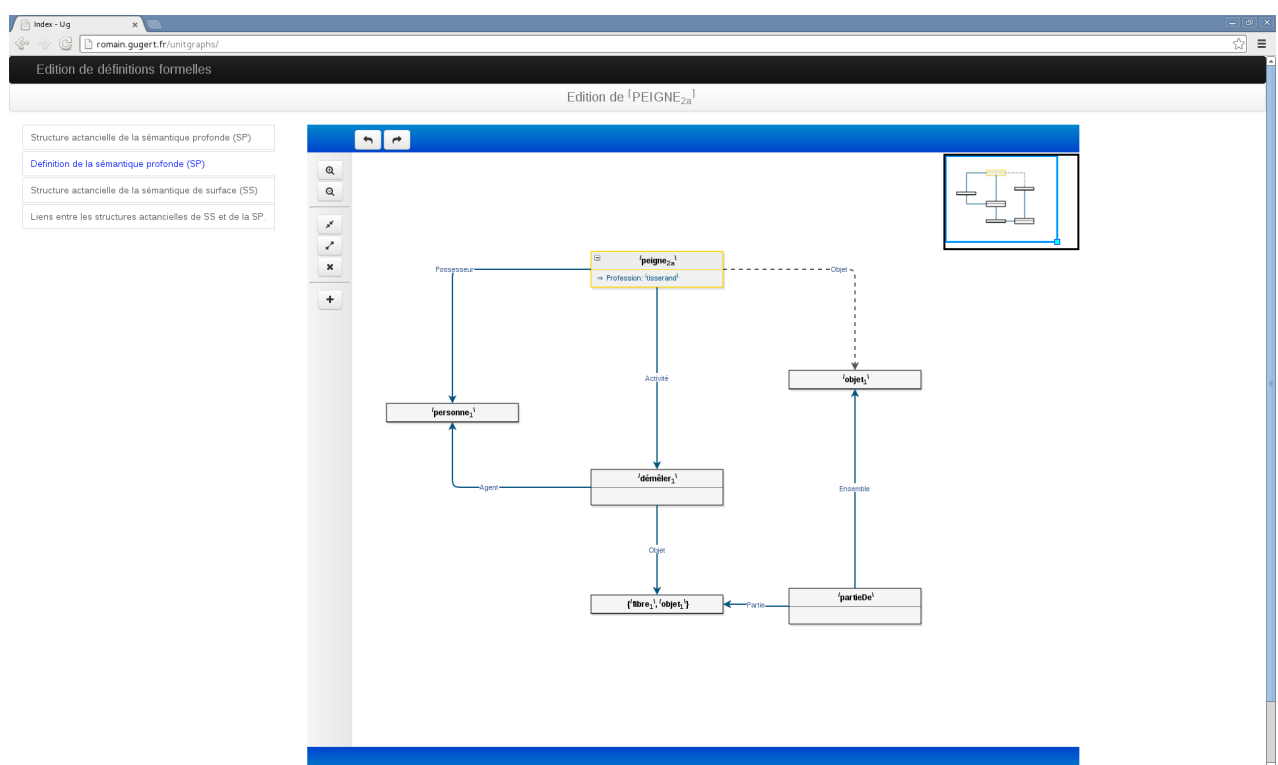 Index - Ug
romain.gugert.fr/unitgraphs/
Edition de définitions formelles
Edition de ⌈PEIGNE₂ₐ⌉
Structure actancielle de la sémantique profonde (SP)
Definition de la sémantique profonde (SP)
Structure actancielle de la sémantique de surface (SS)
Liens entre les structures actancielles de SS et de la SP.
/peigne₂ₐ\
Possesseur
Objet
⇒ Profession: /tisserand\
Activité
/objet₁\
/personne₁\
/démêler₁\
Agent
Ensemble
Objet
/partieDe\
{/fibre₁\, /objet₁\}
Partie